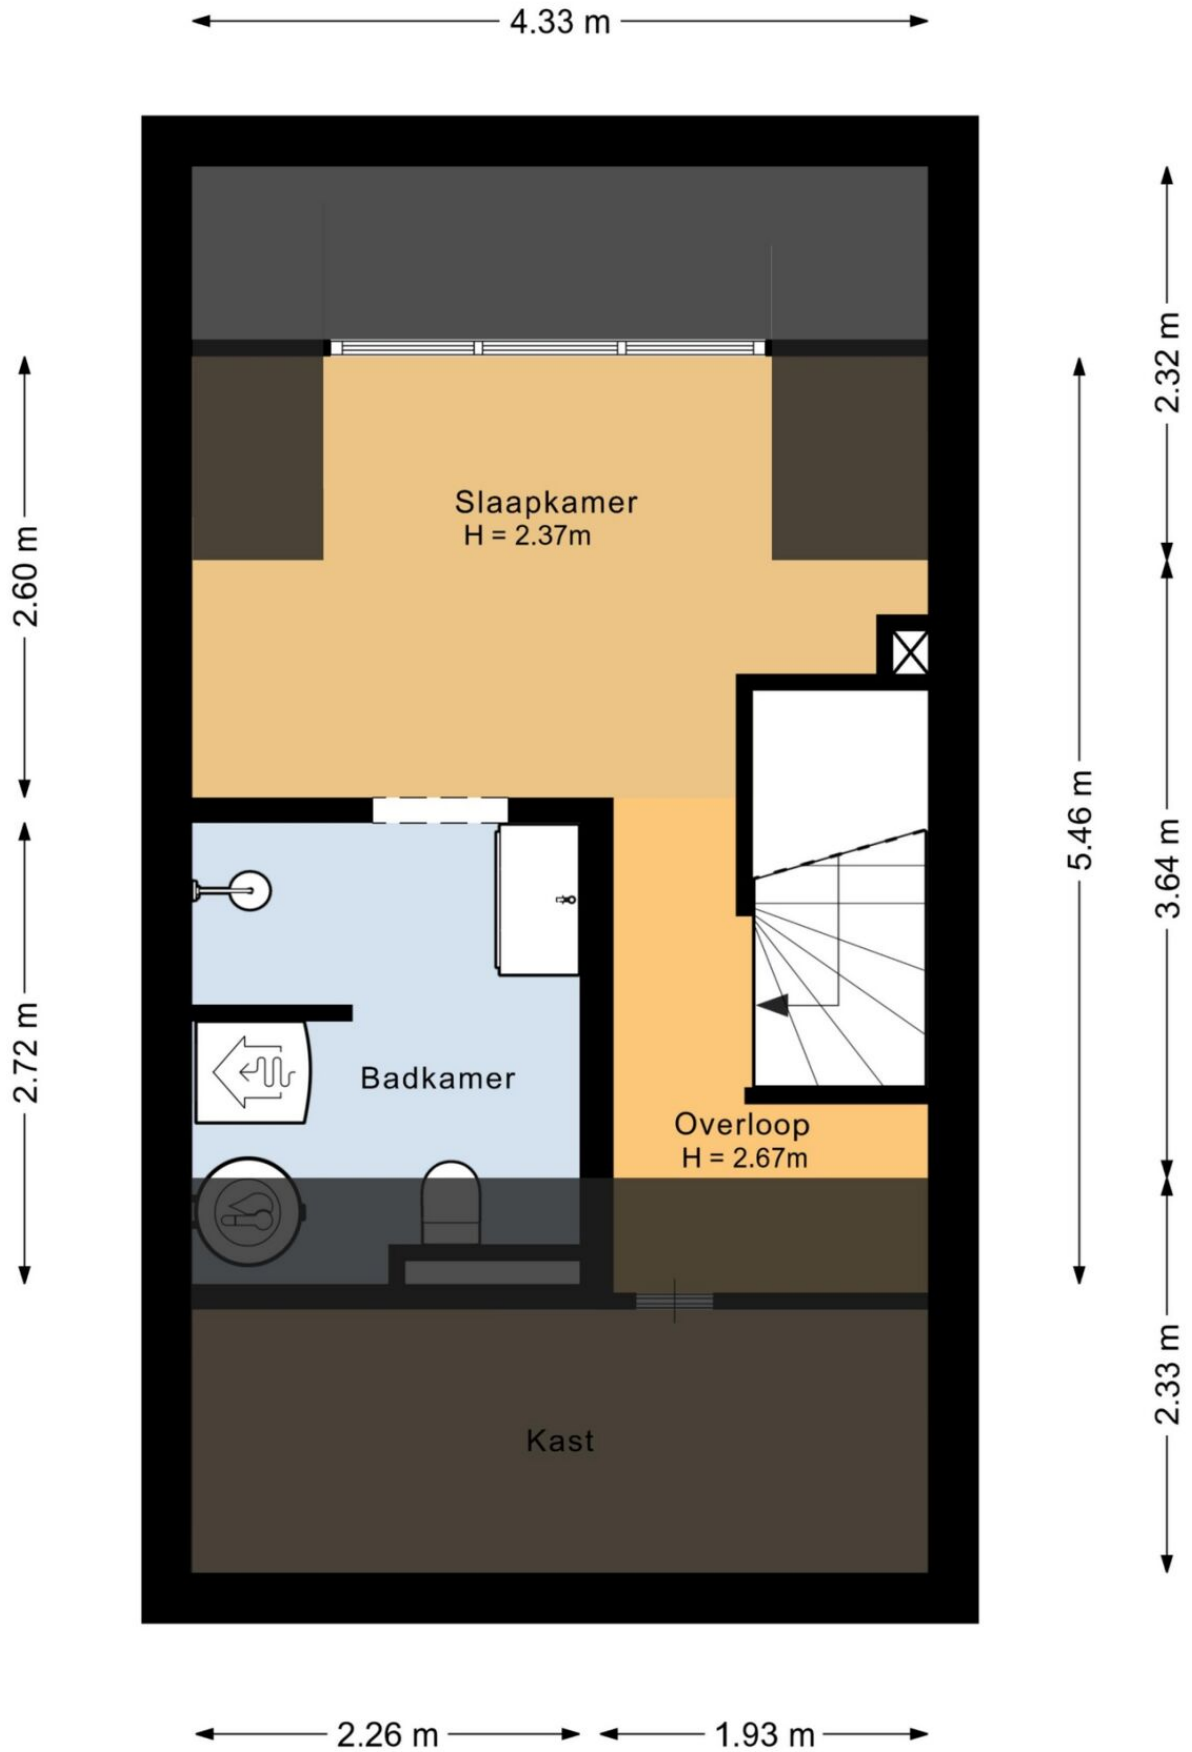 4.33 m
2.32 m
Slaapkamer
H = 2.37m
2.60 m
5.46 m
3.64 m
2.72 m
Badkamer
Overloop
H = 2.67m
2.33 m
Kast
2.26 m
1.93 m